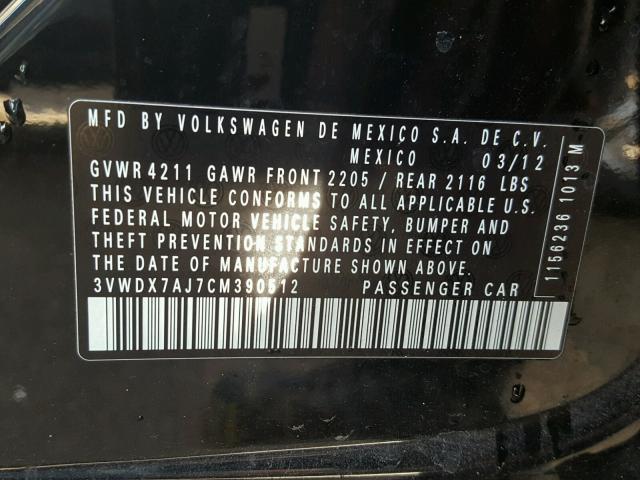 MFD BY VOLKSWAGEN DE MEXICO S.A. DE C.V.
MEXICO 03/12
GVWR 4211 GAWR FRONT 2205 / REAR 2116 LBS
THIS VEHICLE CONFORMS TO ALL APPLICABLE U.S.
FEDERAL MOTOR VEHICLE SAFETY, BUMPER AND
THEFT PREVENTION STANDARDS IN EFFECT ON
THE DATE OF MANUFACTURE SHOWN ABOVE.
3VWDX7AJ7CM390512 PASSENGER CAR
1156236 1013 M